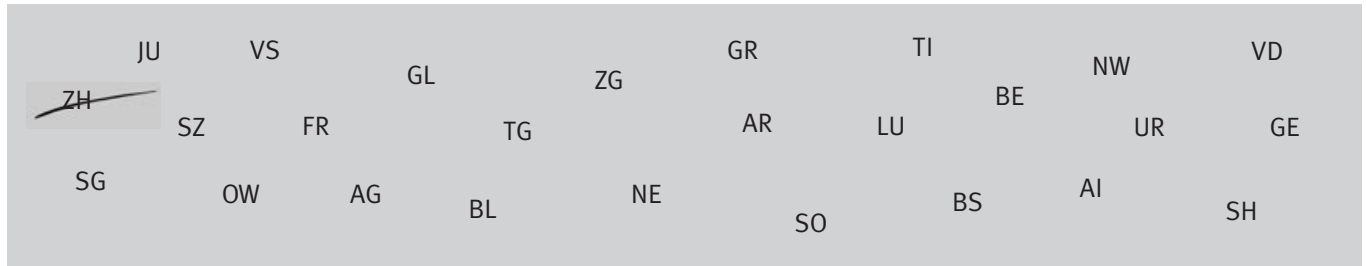 JU VS GR TI VD
GL ZG NW
ZH BE
SZ FR TG AR LU UR GE
SG OW AG NE AI
BL BS SH
SO